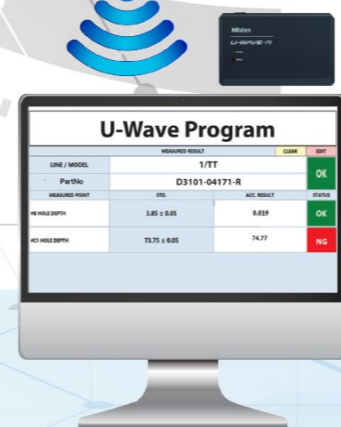 Mitutoyo
U-WAVE-R
U-Wave Program
MEASURED RESULT CLEAR EDIT
LINE / MODEL 1/TT OK
PartNo D3101-04171-R
MEASURED POINT STD. ACC. RESULT STATUS
#B HOLE DEPTH 3.85 ± 0.05 0.019 OK
#C1 HOLE DEPTH 73.75 ± 0.05 74.77 NG